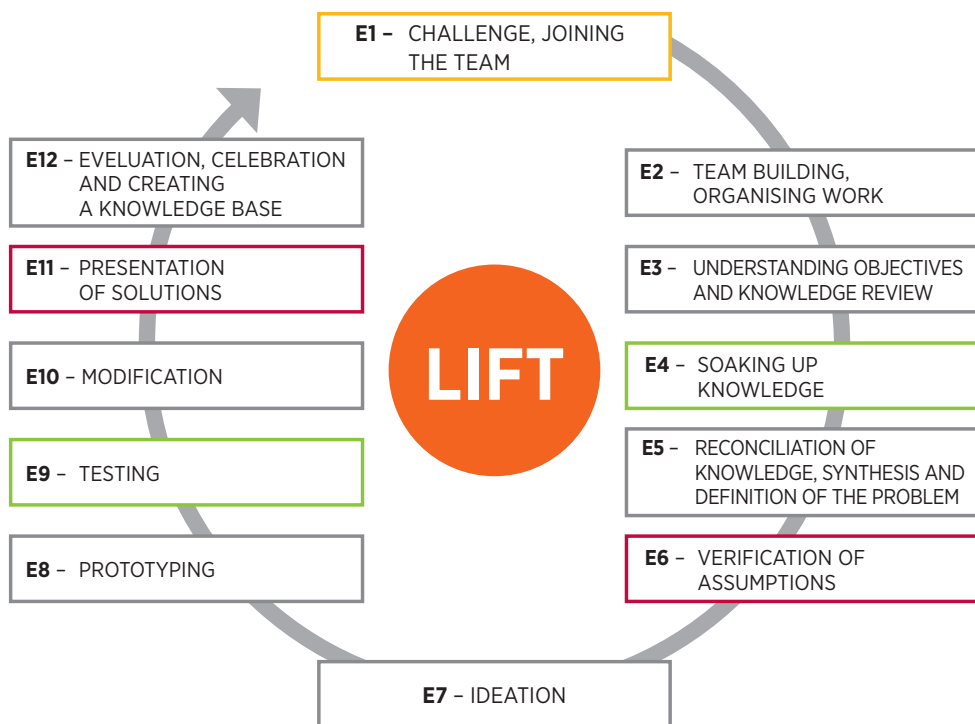 E1 – CHALLENGE, JOINING
THE TEAM
E2 – TEAM BUILDING,
ORGANISING WORK
E3 – UNDERSTANDING OBJECTIVES
AND KNOWLEDGE REVIEW
E4 – SOAKING UP
KNOWLEDGE
E5 – RECONCILIATION OF
KNOWLEDGE, SYNTHESIS AND
DEFINITION OF THE PROBLEM
E6 – VERIFICATION OF
ASSUMPTIONS
E7 – IDEATION
E8 – PROTOTYPING
E9 – TESTING
E10 – MODIFICATION
E11 – PRESENTATION
OF SOLUTIONS
E12 – EVELUATION, CELEBRATION
AND CREATING
A KNOWLEDGE BASE
LIFT